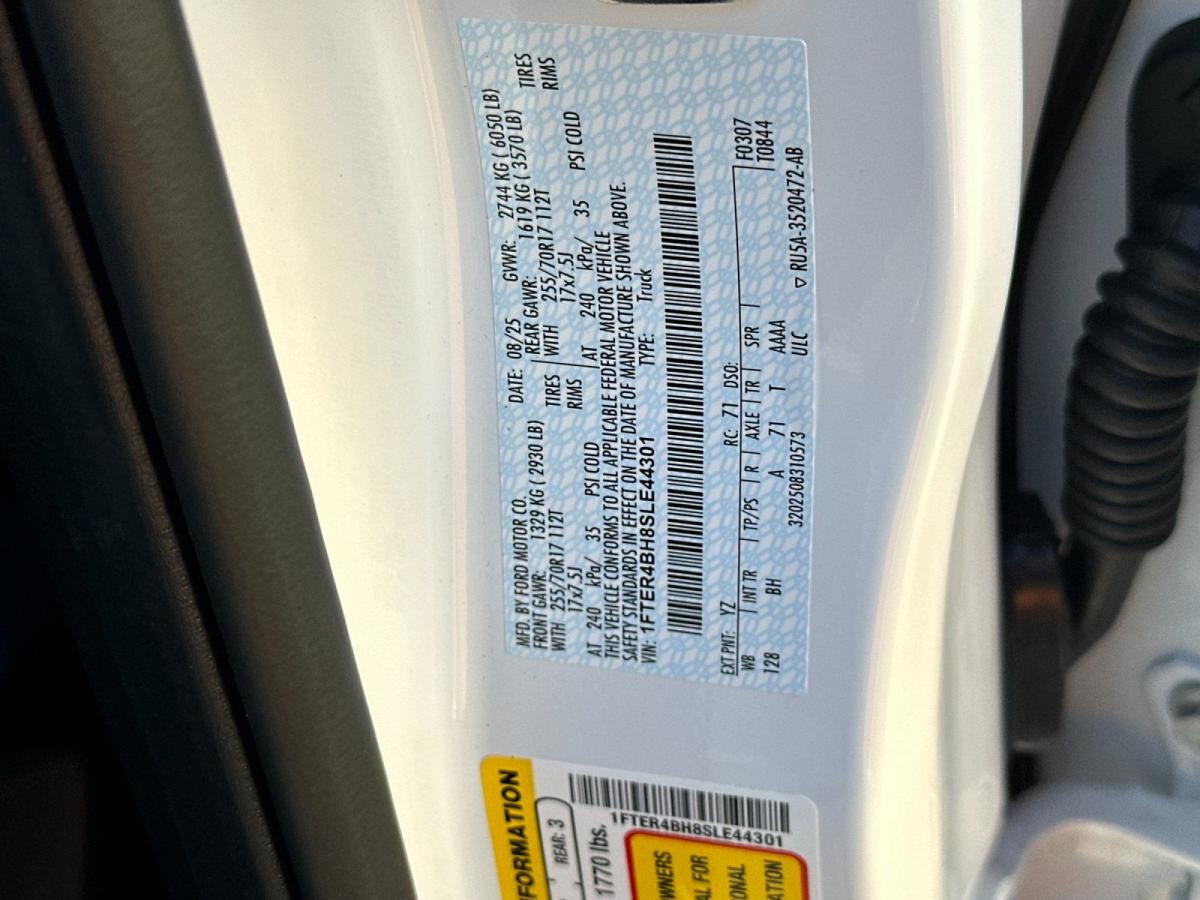 MFD. BY FORD MOTOR CO.
DATE: 08/25 GVWR: 2744 KG ( 6050 LB)
FRONT GAWR: 1329 KG ( 2930 LB) REAR GAWR: 1619 KG ( 3570 LB)
WITH 255/70R17 112T TIRES WITH 255/70R17 112T TIRES
17x7.5J RIMS 17x7.5J RIMS
AT 240 kPa/ 35 PSI COLD AT 240 kPa/ 35 PSI COLD
THIS VEHICLE CONFORMS TO ALL APPLICABLE FEDERAL MOTOR VEHICLE
SAFETY STANDARDS IN EFFECT ON THE DATE OF MANUFACTURE SHOWN ABOVE.
VIN: 1FTER4BH8SLE44301 TYPE: Truck
EXT PNT: YZ RC: 71 DSO: F0307
WB INT TR TP/PS R AXLE TR SPR T0844
128 BH A 71 T AAAA
3202508310573 ULC ▽ RU5A-3520472-AB
FORMATION
REAR: 3
1770 lbs.
1FTER4BH8SLE44301
OWNERS
AL FOR
ONAL
ATION